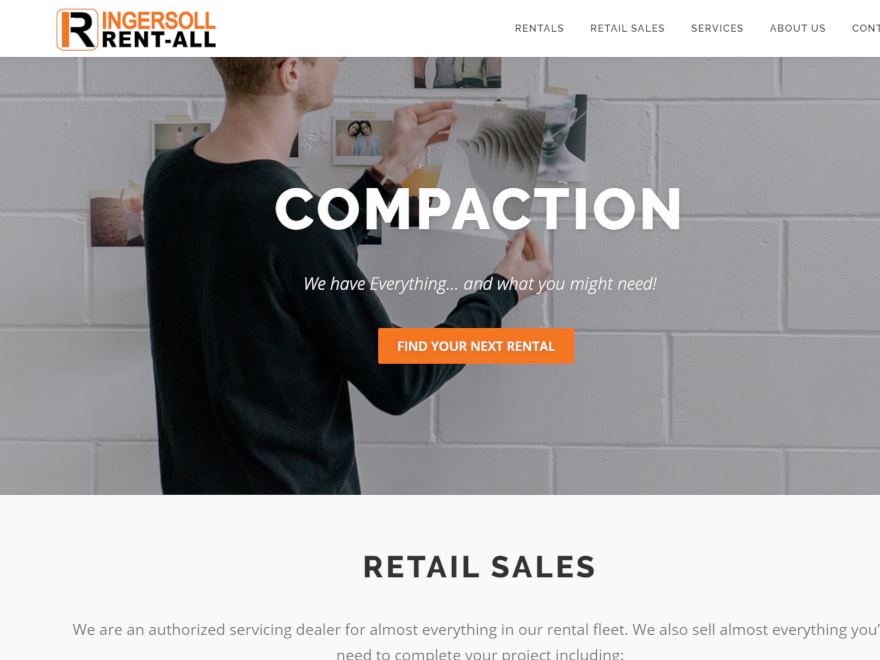 INGERSOLL
RENT-ALL
RENTALS RETAIL SALES SERVICES ABOUT US
COMPACTION
We have Everything... and what you might need!
FIND YOUR NEXT RENTAL
RETAIL SALES
We are an authorized servicing dealer for almost everything in our rental fleet. We also sell almost everything you'
need to complete your project including: